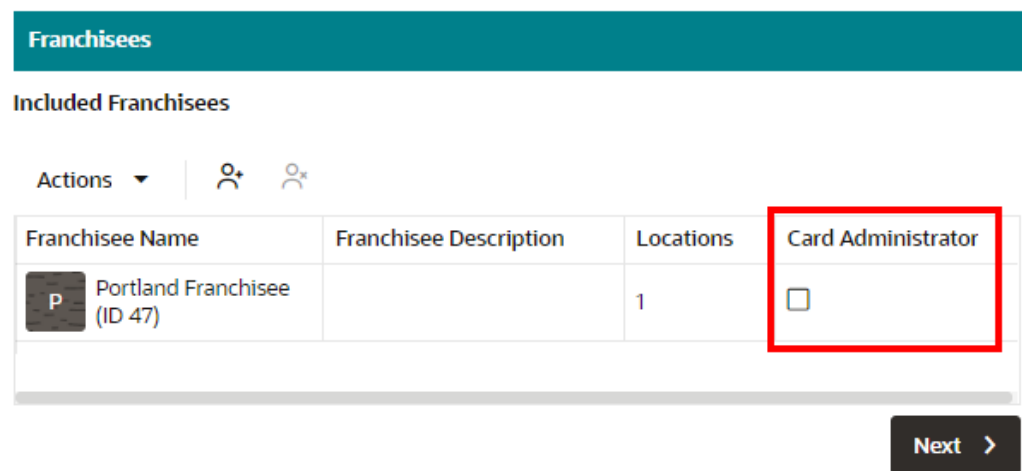 Franchisees
Included Franchisees
Actions
Franchisee Name Franchisee Description Locations Card Administrator
P Portland Franchisee
(ID 47)
1
Next